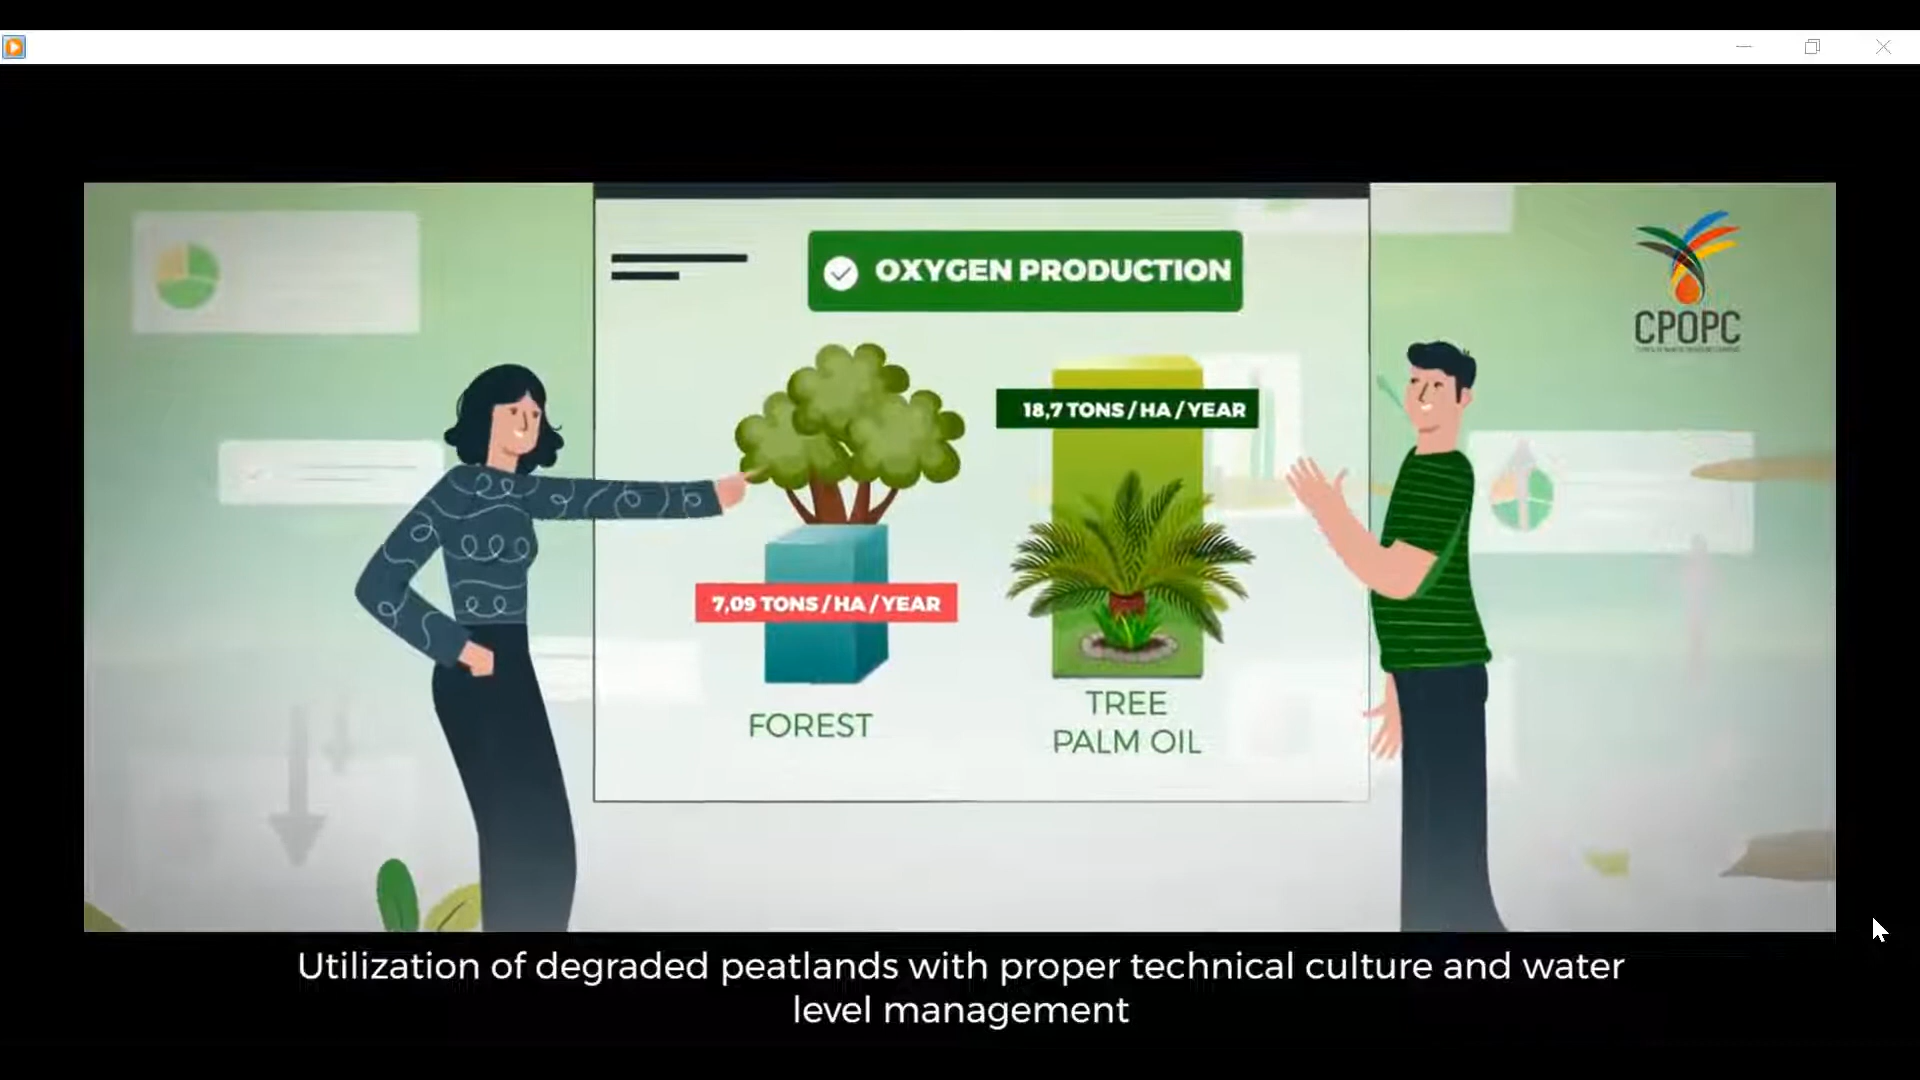 OXYGEN PRODUCTION
CPOPC
18,7 TONS / HA / YEAR
7,09 TONS / HA / YEAR
FOREST
TREE
PALM OIL
Utilization of degraded peatlands with proper technical culture and water
level management